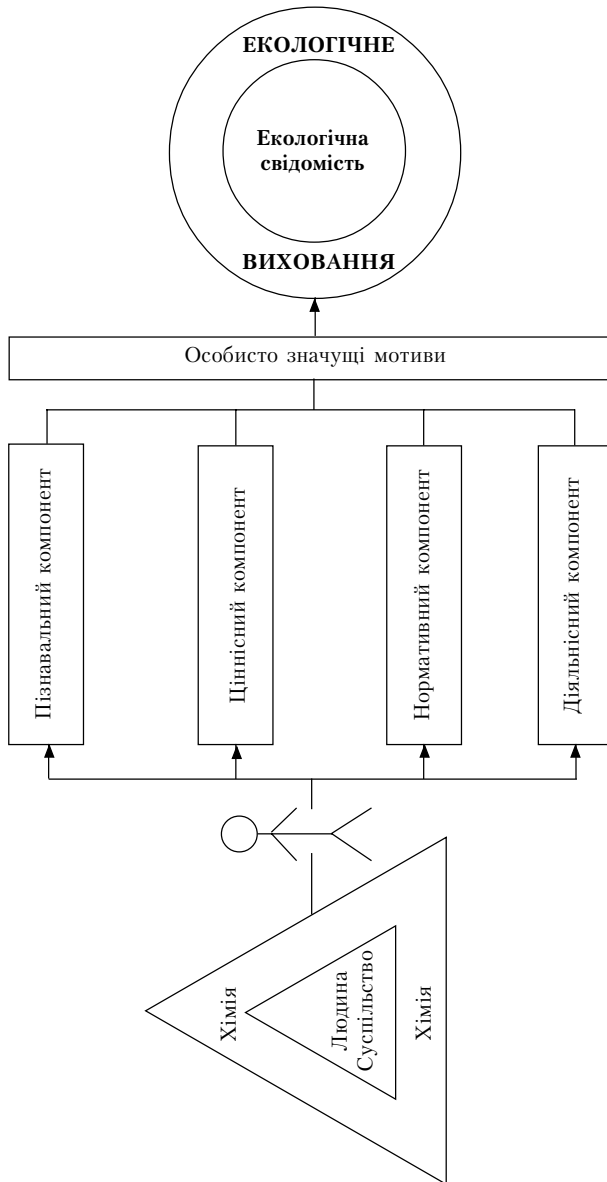 ЕКОЛОГІЧНЕ
Екологічна
свідомість
ВИХОВАННЯ
Особисто значущі мотиви
Пізнавальний компонент
Ціннісний компонент
Нормативний компонент
Діяльнісний компонент
Хімія
Людина
Суспільство
Хімія